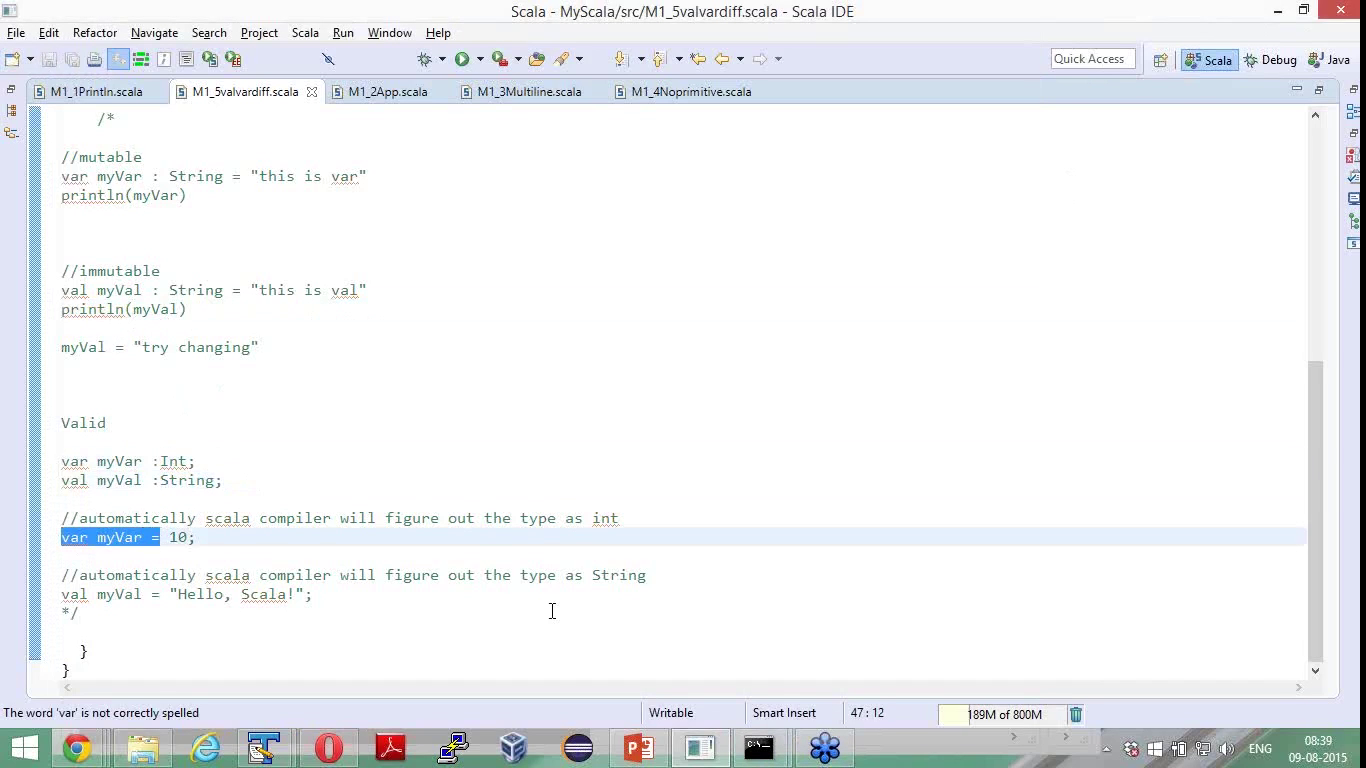 Scala - MyScala/src/M1_5valvardiff.scala - Scala IDE
File Edit Refactor Navigate Search Project Scala Run Window Help
Quick Access Scala Debug Java
M1_1Println.scala M1_5valvardiff.scala M1_2App.scala M1_3Multiline.scala M1_4Noprimitive.scala
/*
//mutable
var myVar : String = "this is var"
println(myVar)
//immutable
val myVal : String = "this is val"
println(myVal)
myVal = "try changing"
Valid
var myVar :Int;
val myVal :String;
//automatically scala compiler will figure out the type as int
var myVar = 10;
//automatically scala compiler will figure out the type as String
val myVal = "Hello, Scala!";
*/
}
}
The word 'var' is not correctly spelled Writable Smart Insert 47 : 12 189M of 800M
ENG 08:39
09-08-2015